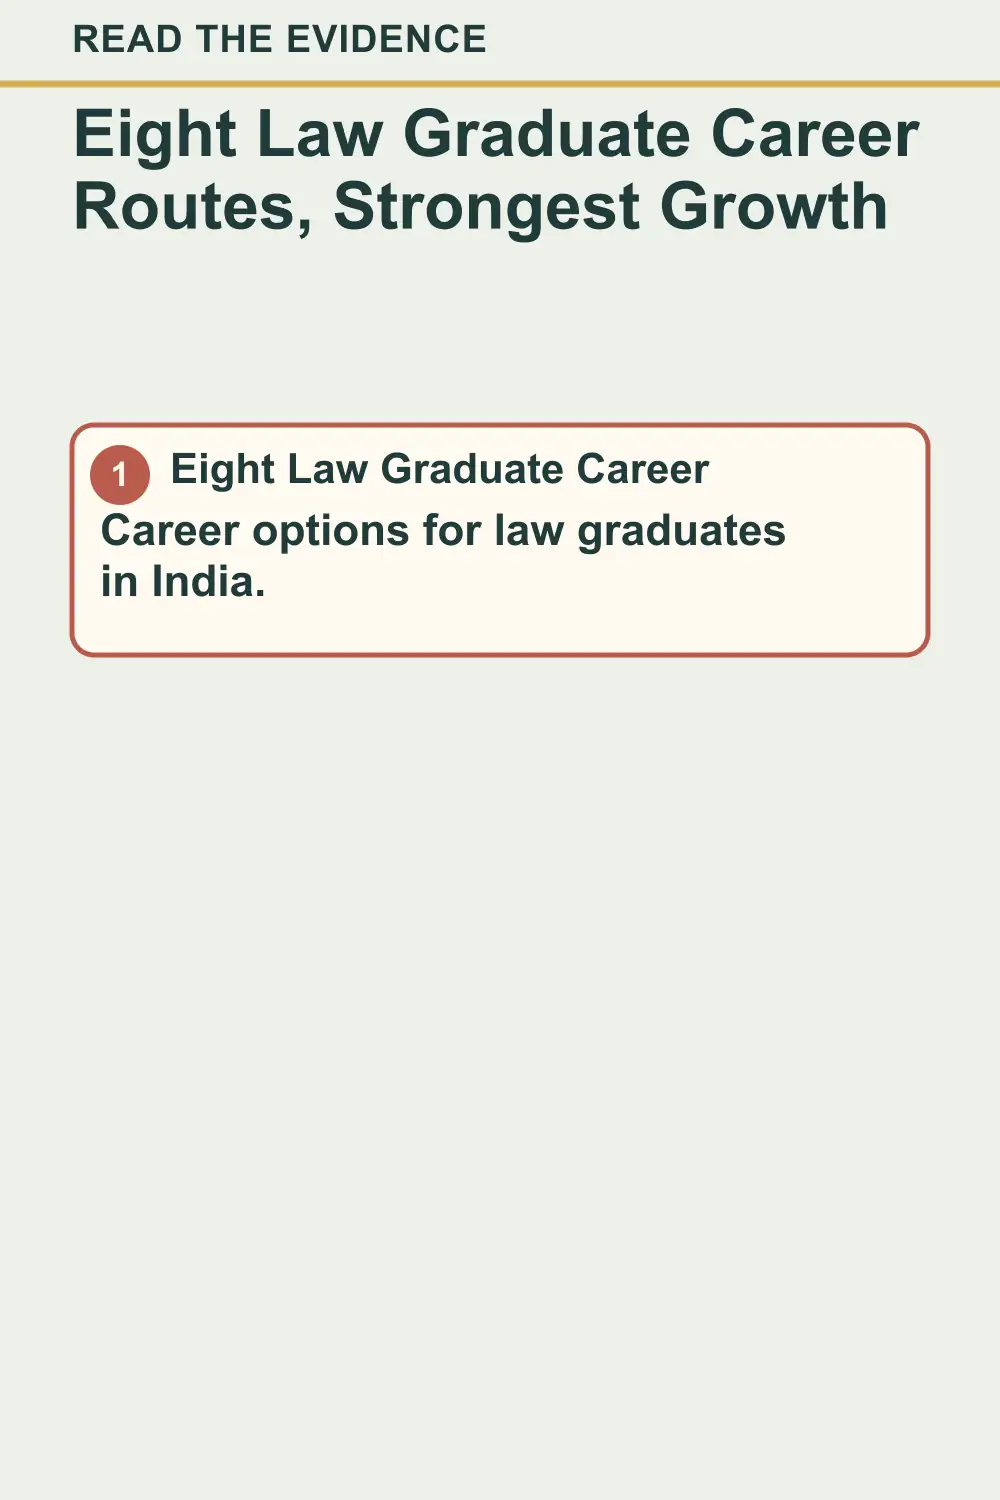 READ THE EVIDENCE
Eight Law Graduate Career
Routes, Strongest Growth
1 Eight Law Graduate Career
Career options for law graduates
in India.